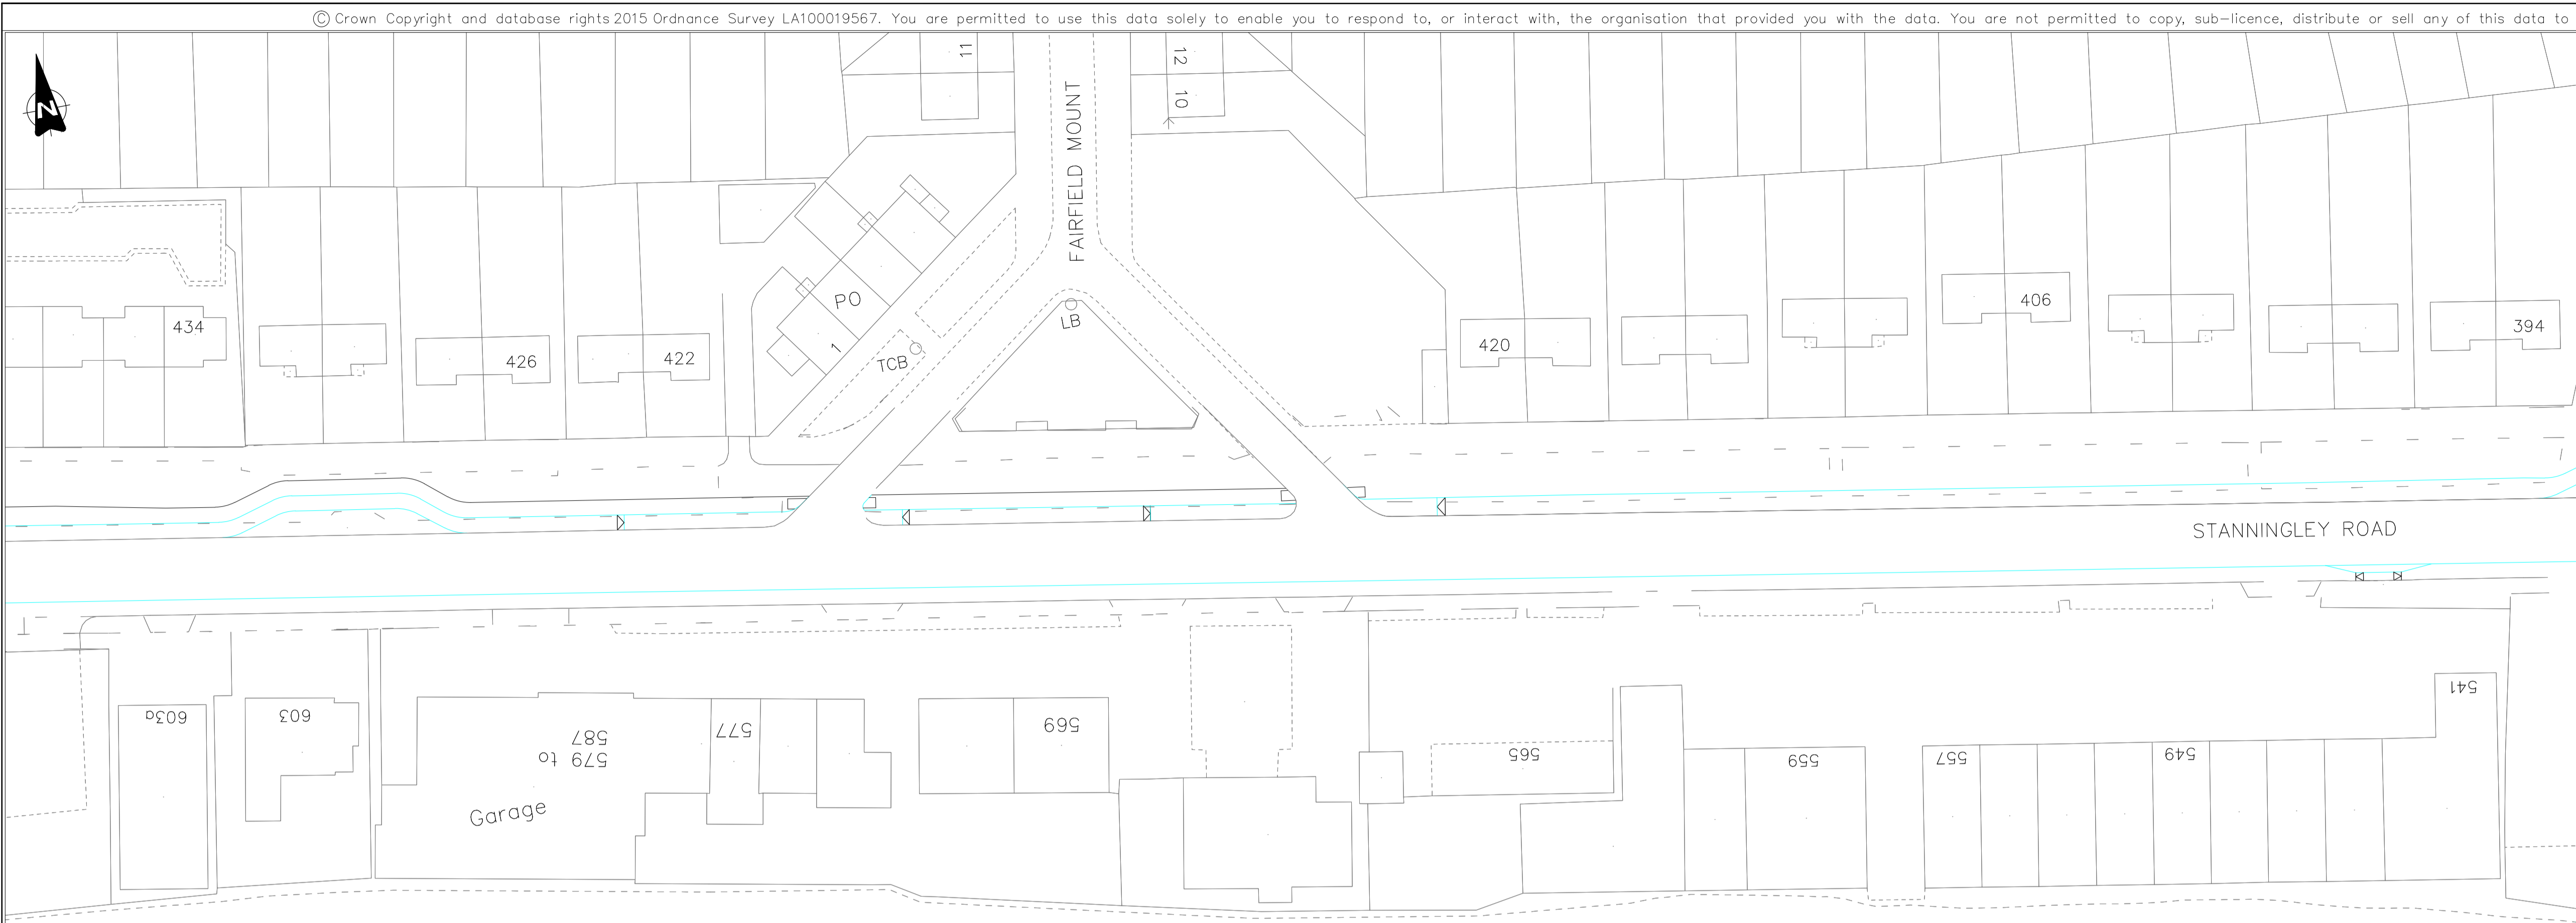 © Crown Copyright and database rights 2015 Ordnance Survey LA100019567. You are permitted to use this data solely to enable you to respond to, or interact with, the organisation that provided you with the data. You are not permitted to copy, sub-licence, distribute or sell any of this data to
N
11
12
10
FAIRFIELD MOUNT
434
426
422
PO
1
TCB
LB
420
406
394
STANNINGLEY ROAD
603a
603
579 to
587
Garage
577
569
565
559
557
549
541